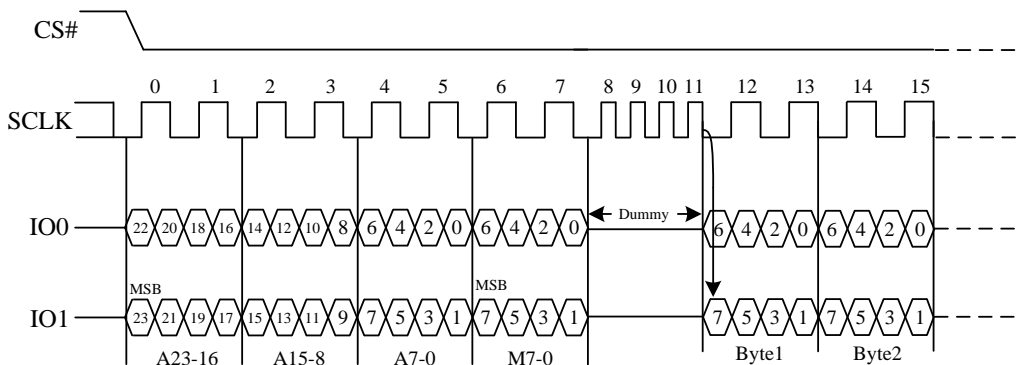 CS#
0 1 2 3 4 5 6 7 8 9 10 11 12 13 14 15
SCLK
IO0 22 20 18 16 14 12 10 8 6 4 2 0 6 4 2 0 Dummy 6 4 2 0 6 4 2 0
MSB MSB
IO1 23 21 19 17 15 13 11 9 7 5 3 1 7 5 3 1 7 5 3 1 7 5 3 1
A23-16 A15-8 A7-0 M7-0 Byte1 Byte2